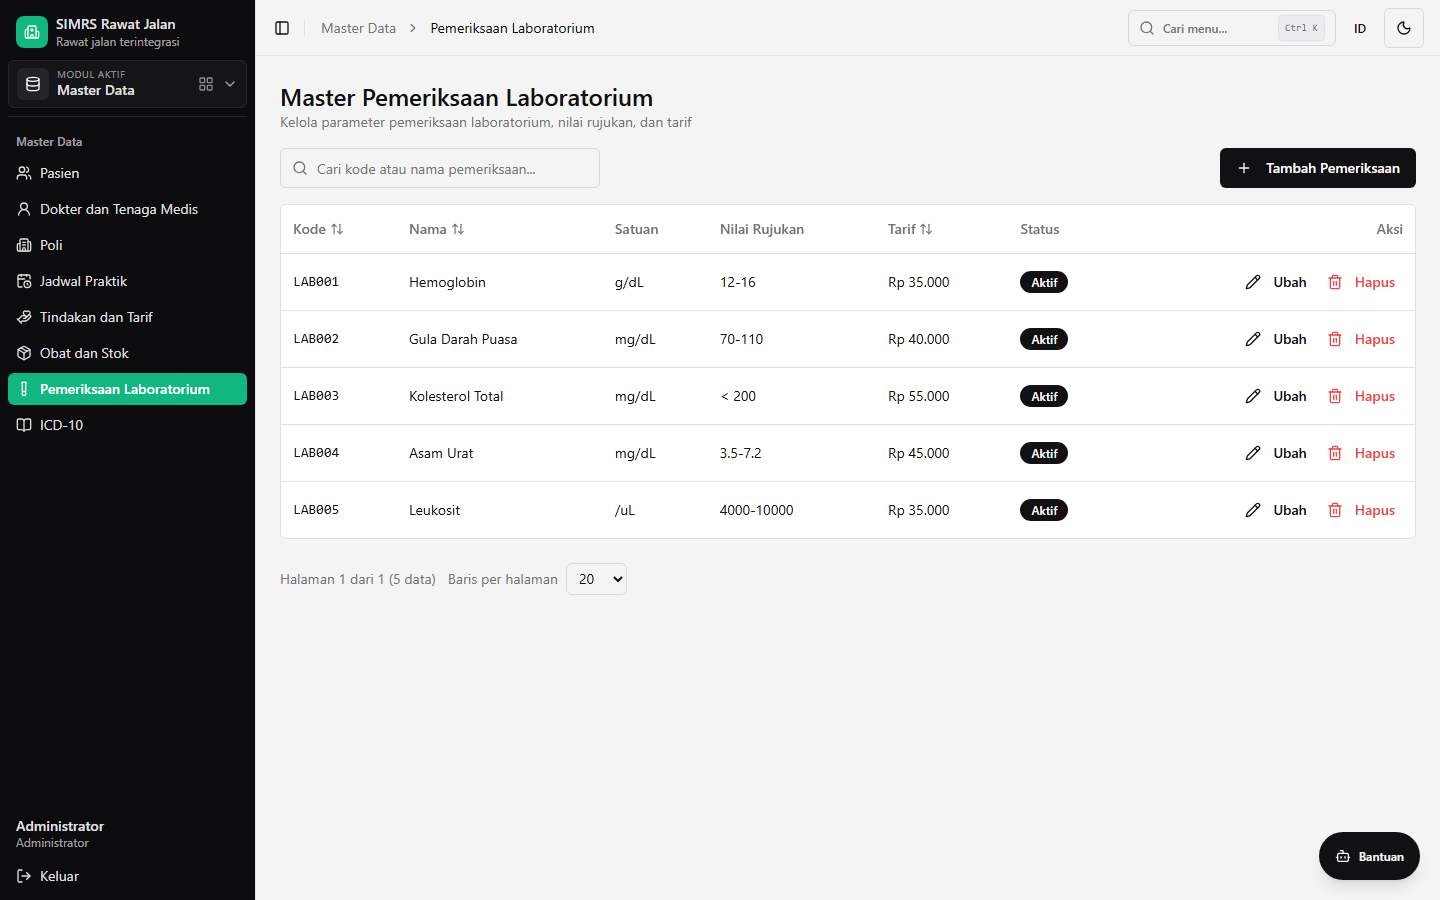 SIMRS Rawat Jalan
Rawat jalan terintegrasi
MODUL AKTIF
Master Data
Master Data
Pasien
Dokter dan Tenaga Medis
Poli
Jadwal Praktik
Tindakan dan Tarif
Obat dan Stok
Pemeriksaan Laboratorium
ICD-10
Administrator
Administrator
Keluar
Master Data > Pemeriksaan Laboratorium
Cari menu... Ctrl K ID
Master Pemeriksaan Laboratorium
Kelola parameter pemeriksaan laboratorium, nilai rujukan, dan tarif
Cari kode atau nama pemeriksaan...
Tambah Pemeriksaan
Kode Nama Satuan Nilai Rujukan Tarif Status Aksi
LAB001 Hemoglobin g/dL 12-16 Rp 35.000 Aktif Ubah Hapus
LAB002 Gula Darah Puasa mg/dL 70-110 Rp 40.000 Aktif Ubah Hapus
LAB003 Kolesterol Total mg/dL < 200 Rp 55.000 Aktif Ubah Hapus
LAB004 Asam Urat mg/dL 3.5-7.2 Rp 45.000 Aktif Ubah Hapus
LAB005 Leukosit /uL 4000-10000 Rp 35.000 Aktif Ubah Hapus
Halaman 1 dari 1 (5 data) Baris per halaman 20
Bantuan